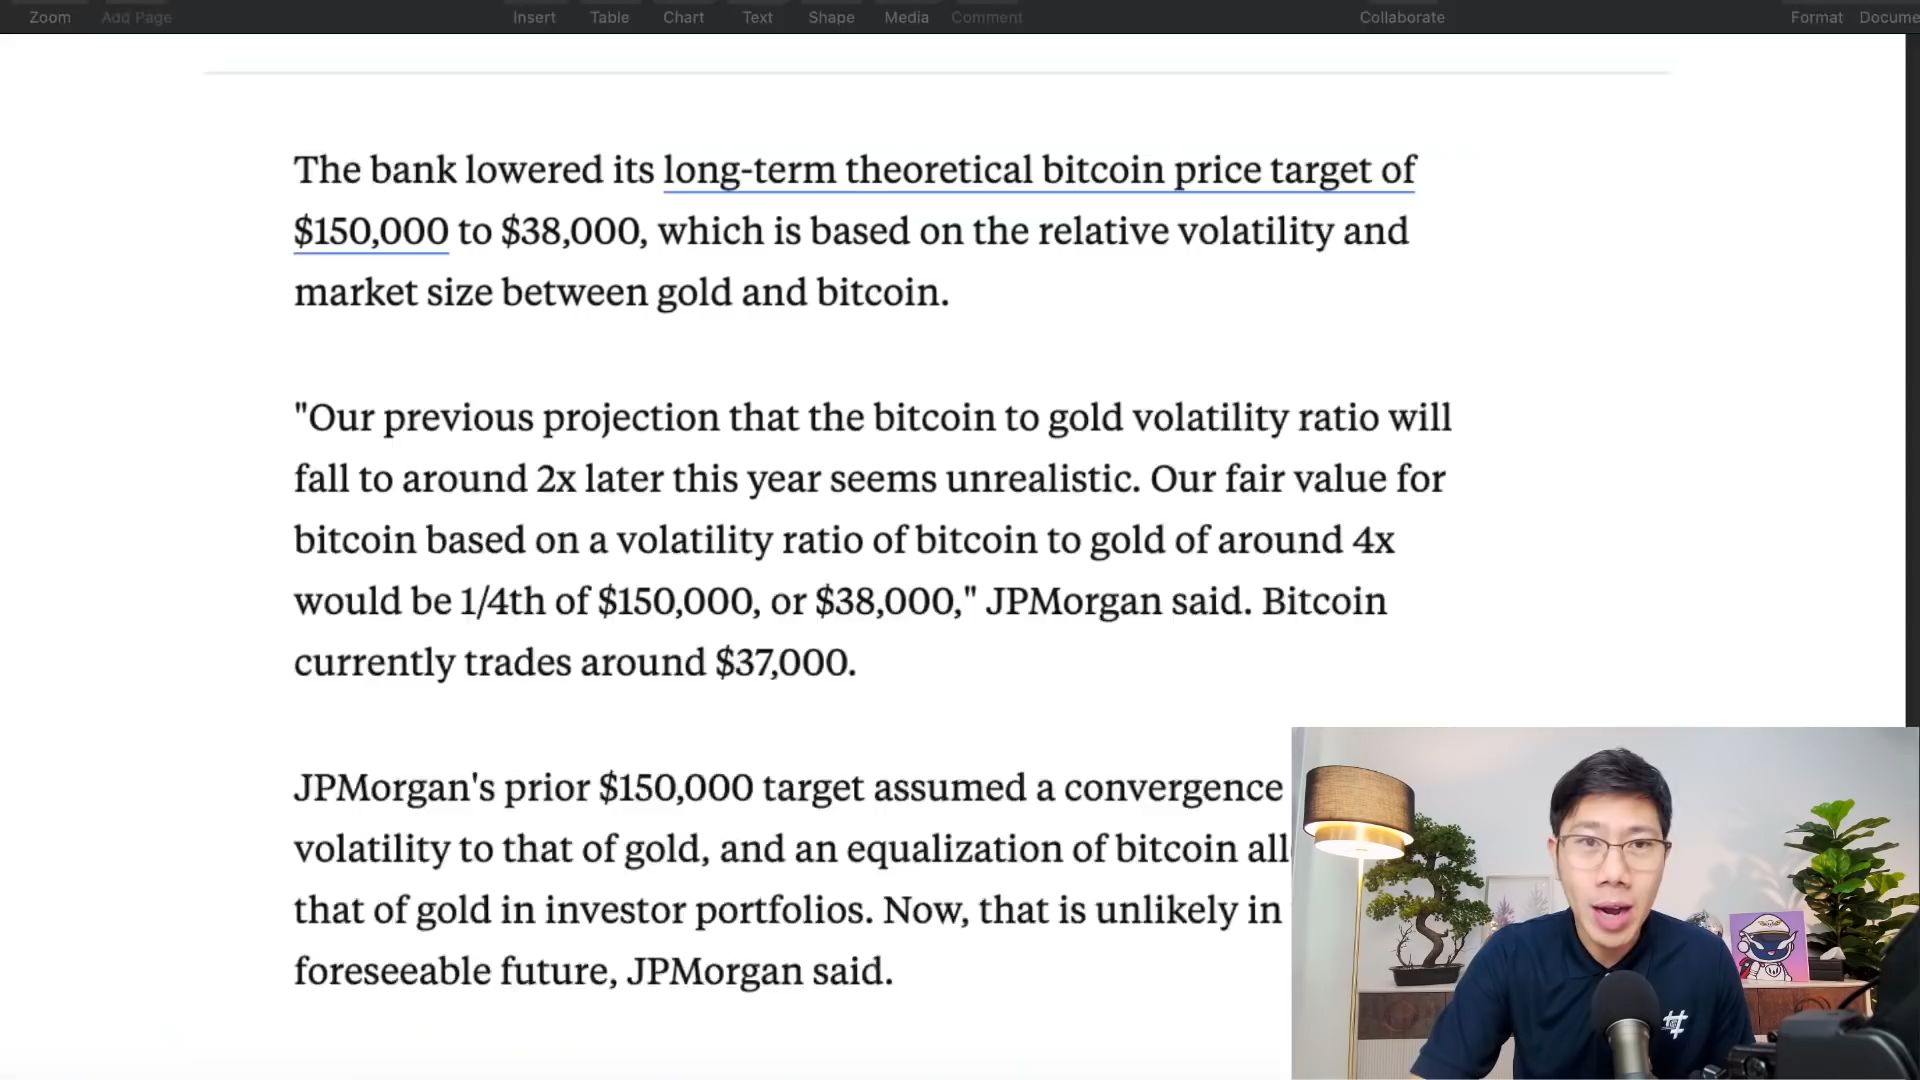 Zoom Add Page Insert Table Chart Text Shape Media Comment Collaborate Format Docume
The bank lowered its long-term theoretical bitcoin price target of
$150,000 to $38,000, which is based on the relative volatility and
market size between gold and bitcoin.
"Our previous projection that the bitcoin to gold volatility ratio will
fall to around 2x later this year seems unrealistic. Our fair value for
bitcoin based on a volatility ratio of bitcoin to gold of around 4x
would be 1/4th of $150,000, or $38,000," JPMorgan said. Bitcoin
currently trades around $37,000.
JPMorgan's prior $150,000 target assumed a convergence
volatility to that of gold, and an equalization of bitcoin all
that of gold in investor portfolios. Now, that is unlikely in
foreseeable future, JPMorgan said.